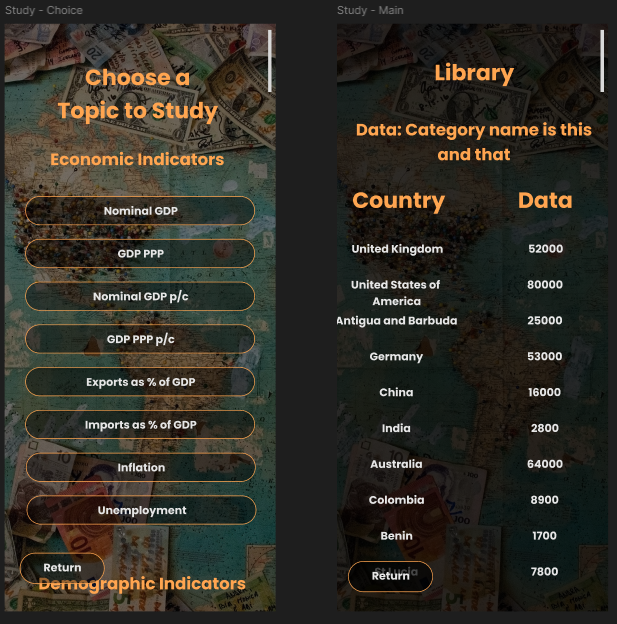 Study - Choice
Choose a
Topic to Study
Economic Indicators
Nominal GDP
GDP PPP
Nominal GDP p/c
GDP PPP p/c
Exports as % of GDP
Imports as % of GDP
Inflation
Unemployment
Return
Demographic Indicators
Study - Main
Library
Data: Category name is this
and that
Country Data
United Kingdom 52000
United States of 80000
America
Antigua and Barbuda 25000
Germany 53000
China 16000
India 2800
Australia 64000
Colombia 8900
Benin 1700
St Lucia 7800
Return